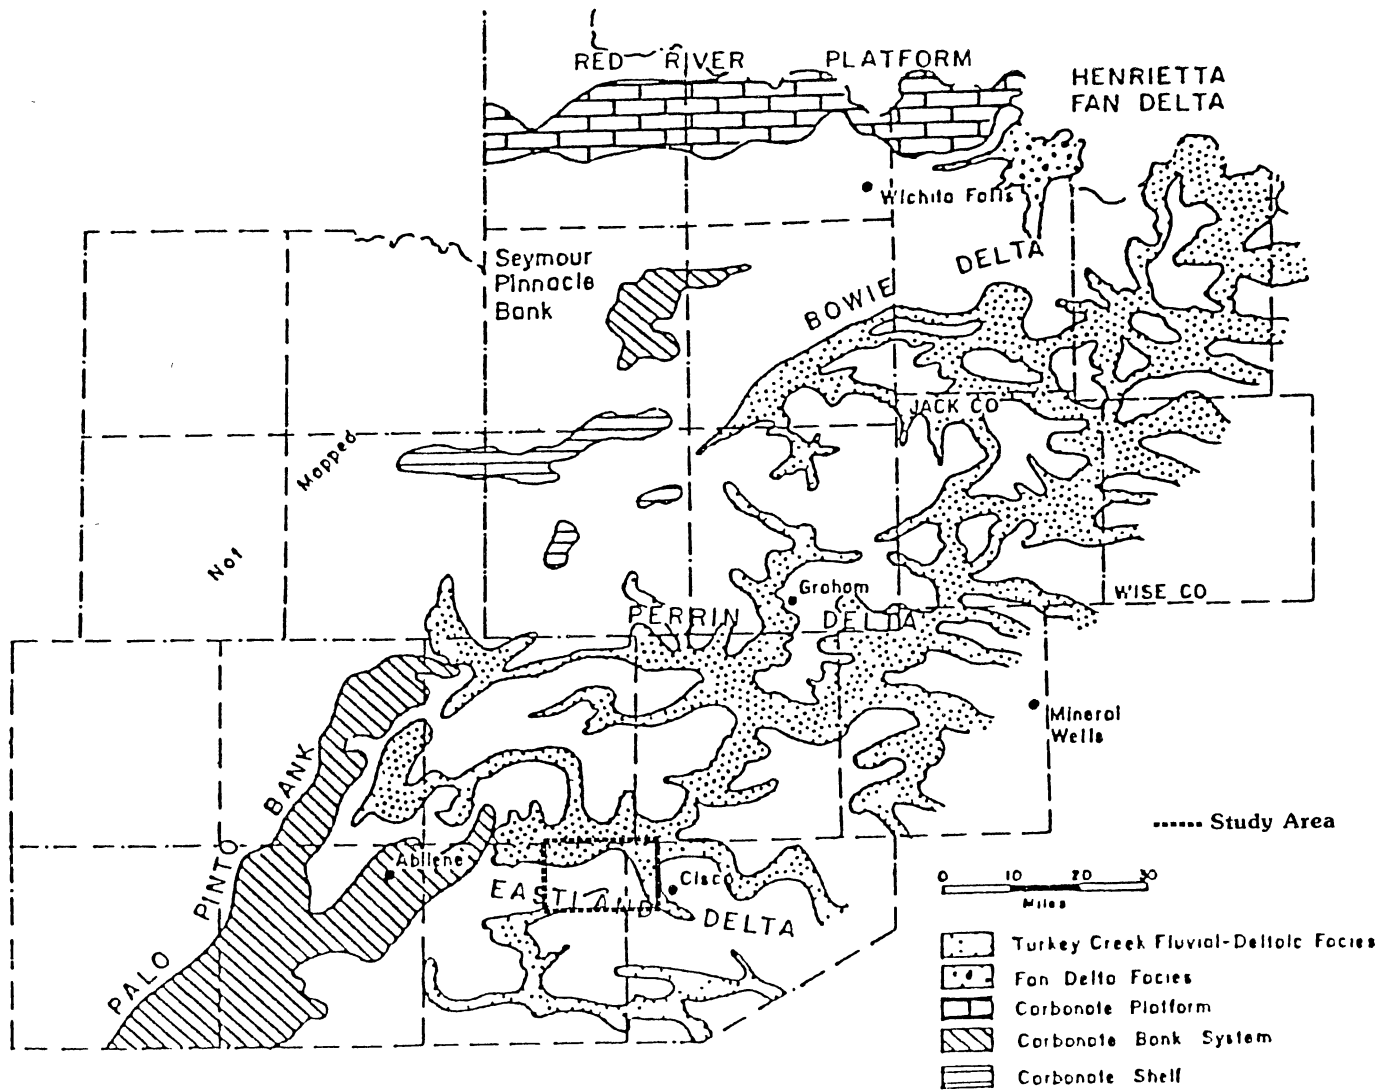 RED RIVER PLATFORM
HENRIETTA
FAN DELTA
Wichita Falls
Seymour
Pinnacle
Bank
BOWIE DELTA
JACK CO
Not Mapped
WISE CO
Graham
PERRIN DELTA
Mineral
Wells
PALO PINTO BANK
Abilene
Cisco
EASTLAND DELTA
Study Area
0 10 20 30
Miles
Turkey Creek Fluvial-Deltaic Facies
Fan Delta Facies
Carbonate Platform
Carbonate Bank System
Carbonate Shelf